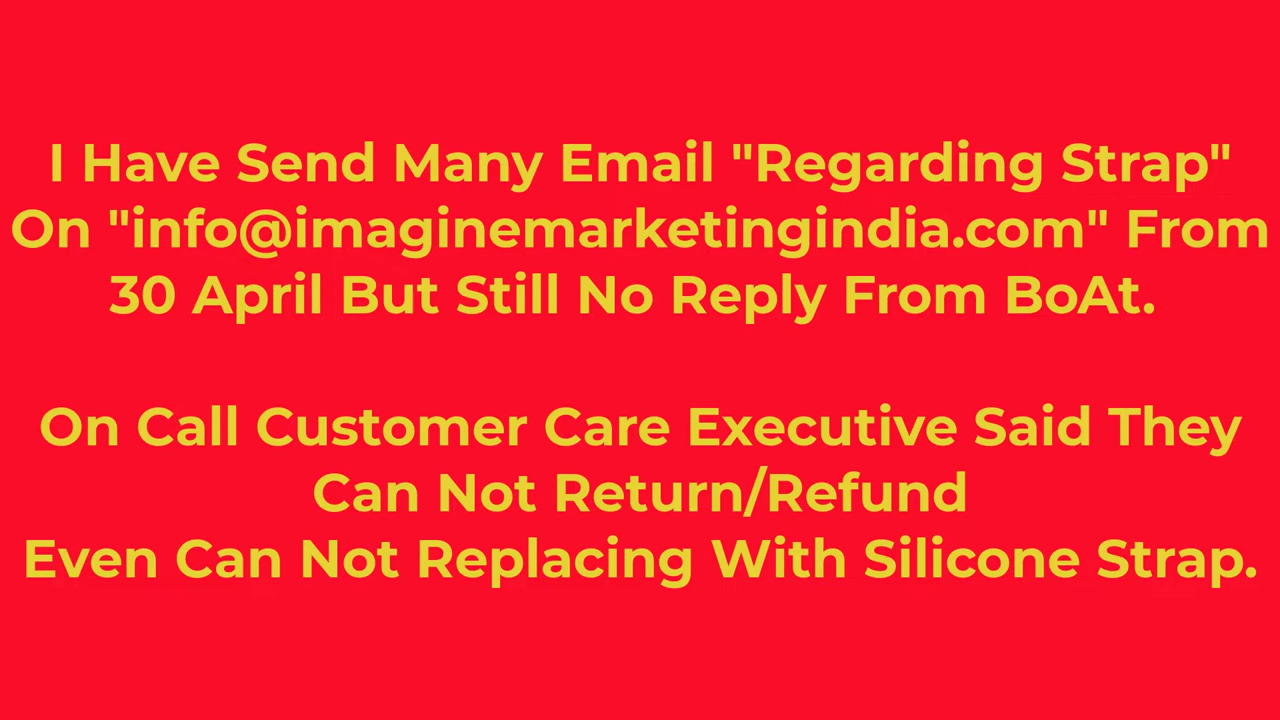 I Have Send Many Email "Regarding Strap"
On "info@imaginemarketingindia.com" From
30 April But Still No Reply From BoAt.
On Call Customer Care Executive Said They
Can Not Return/Refund
Even Can Not Replacing With Silicone Strap.